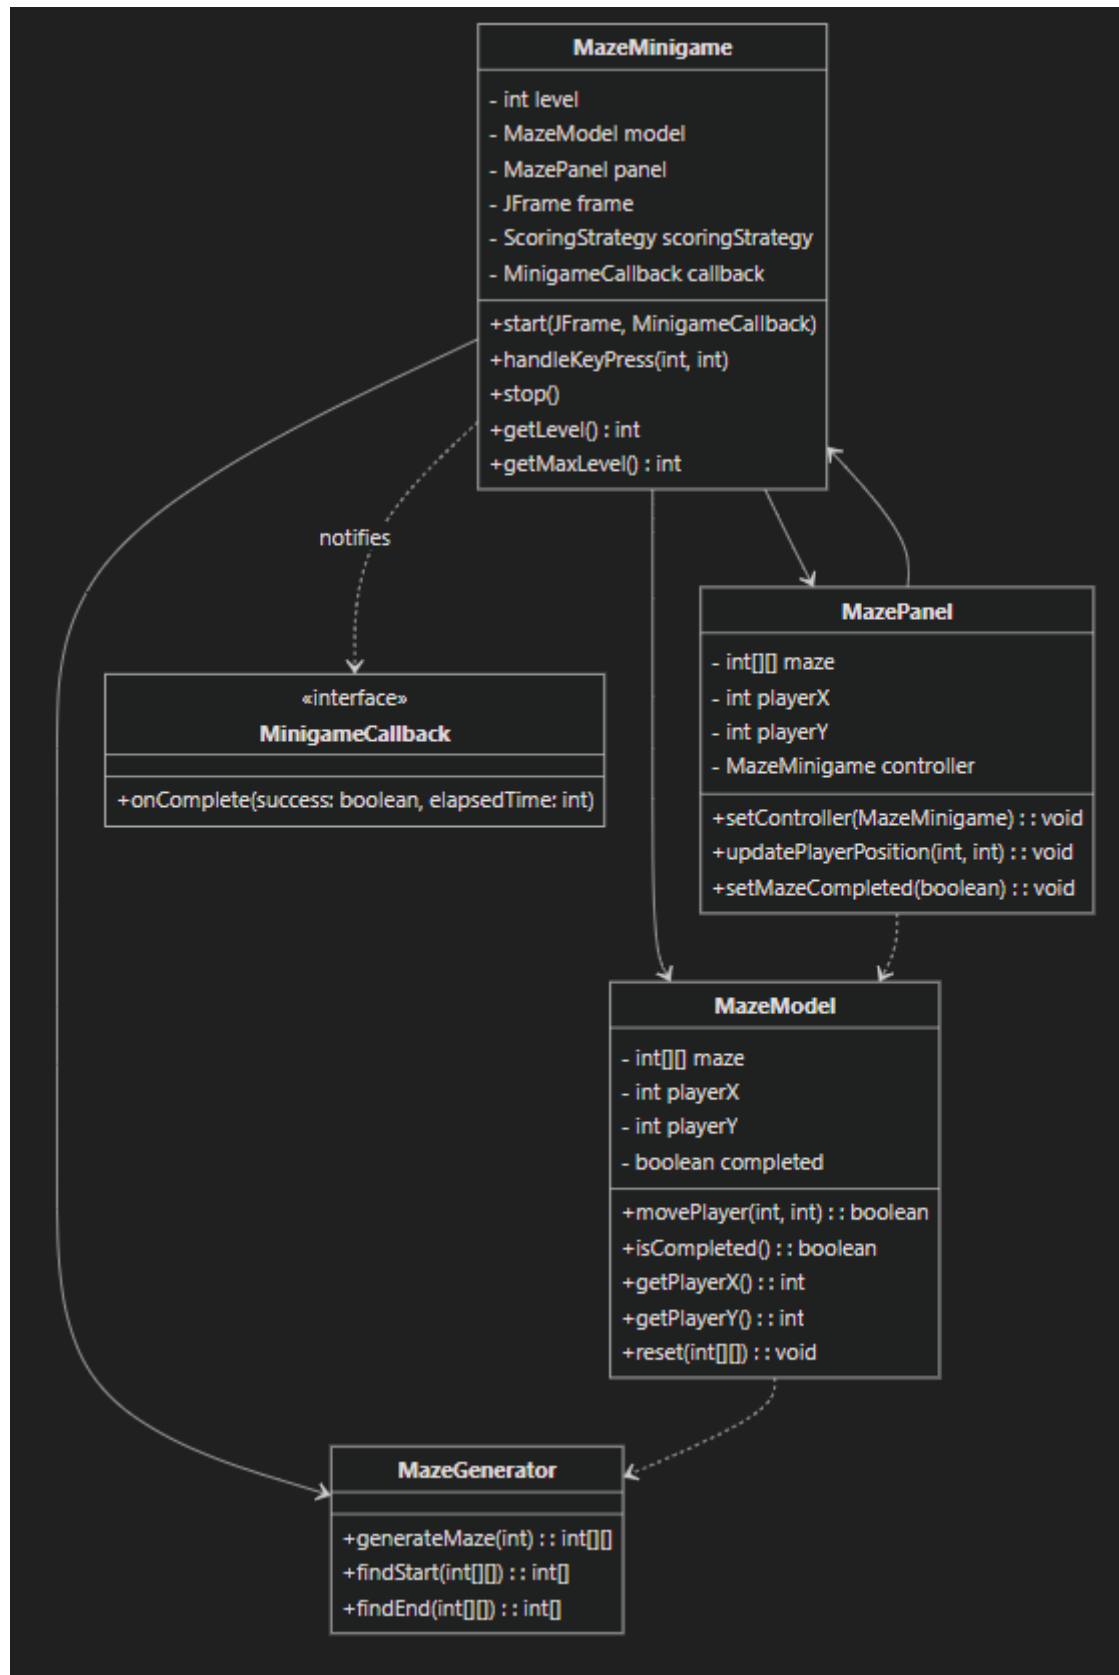 MazeMinigame
- int level
- MazeModel model
- MazePanel panel
- JFrame frame
- ScoringStrategy scoringStrategy
- MinigameCallback callback
+start(JFrame, MinigameCallback)
+handleKeyPress(int, int)
+stop()
+getLevel() : int
+getMaxLevel() : int
notifies
«interface»
MinigameCallback
+onComplete(success: boolean, elapsedTime: int)
MazePanel
- int[][] maze
- int playerX
- int playerY
- MazeMinigame controller
+setController(MazeMinigame) : : void
+updatePlayerPosition(int, int) : : void
+setMazeCompleted(boolean) : : void
MazeModel
- int[][] maze
- int playerX
- int playerY
- boolean completed
+movePlayer(int, int) : : boolean
+isCompleted() : : boolean
+getPlayerX() : : int
+getPlayerY() : : int
+reset(int[][]) : : void
MazeGenerator
+generateMaze(int) : : int[][]
+findStart(int[][]) : : int[]
+findEnd(int[][]) : : int[]